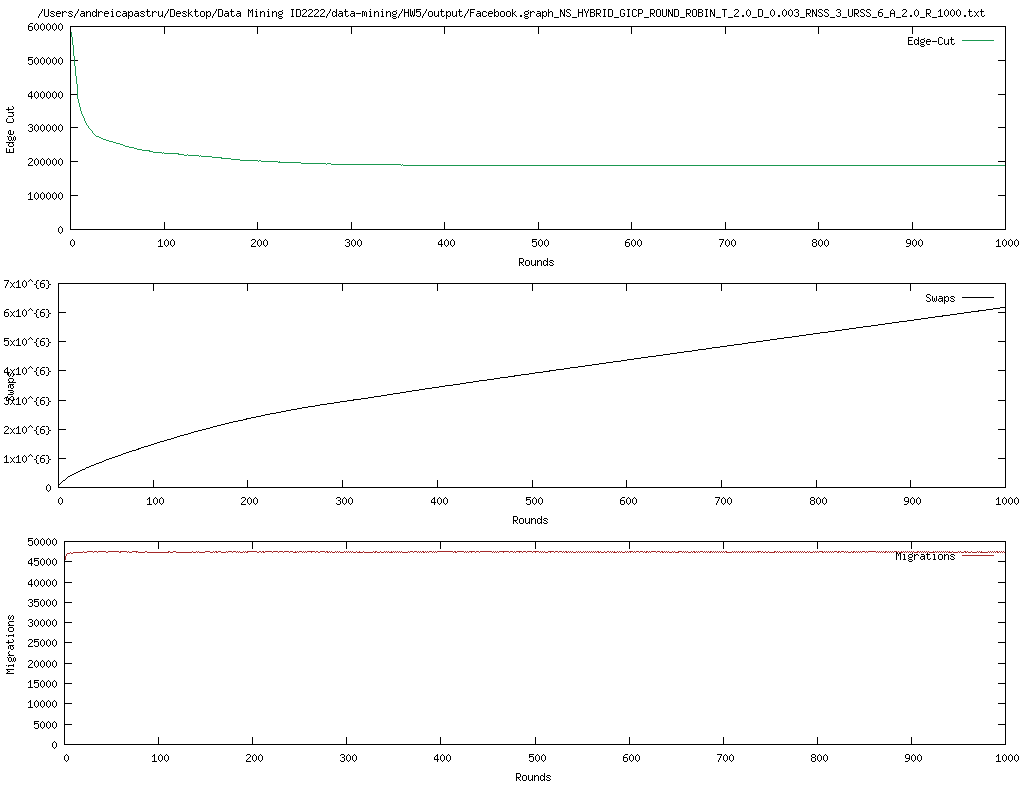 /Users/andreicapastru/Desktop/Data Mining ID2222/data-mining/HW5/output/Facebook.graph_NS_HYBRID_GICP_ROUND_ROBIN_T_2.0_D_0.003_RNSS_3_URSS_6_A_2.0_R_1000.txt
600000
500000
400000
300000
200000
100000
0
Edge Cut
Edge-Cut
0 100 200 300 400 500 600 700 800 900 1000
Rounds
7x10^{6}
6x10^{6}
5x10^{6}
4x10^{6}
3x10^{6}
2x10^{6}
1x10^{6}
0
Swaps
Swaps
0 100 200 300 400 500 600 700 800 900 1000
Rounds
50000
45000
40000
35000
30000
25000
20000
15000
10000
5000
0
Migrations
Migrations
0 100 200 300 400 500 600 700 800 900 1000
Rounds